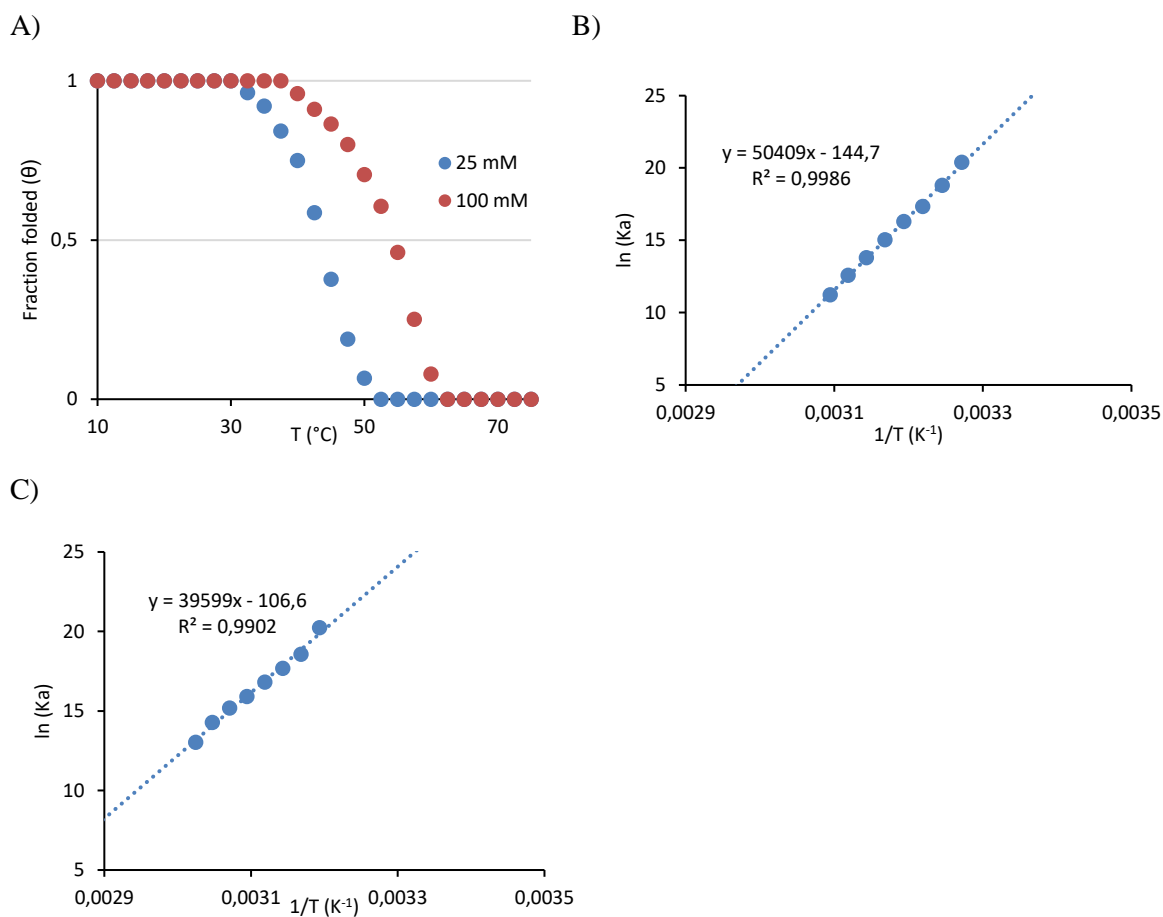 A)
1
0,5
0
Fraction folded (θ)
10
30
50
70
T (°C)
25 mM
100 mM
B)
25
20
15
10
5
ln (Ka)
y = 50409x - 144,7
R² = 0,9986
0,0029
0,0031
0,0033
0,0035
1/T (K⁻¹)
C)
25
20
15
10
5
ln (Ka)
y = 39599x - 106,6
R² = 0,9902
0,0029
0,0031
0,0033
0,0035
1/T (K⁻¹)